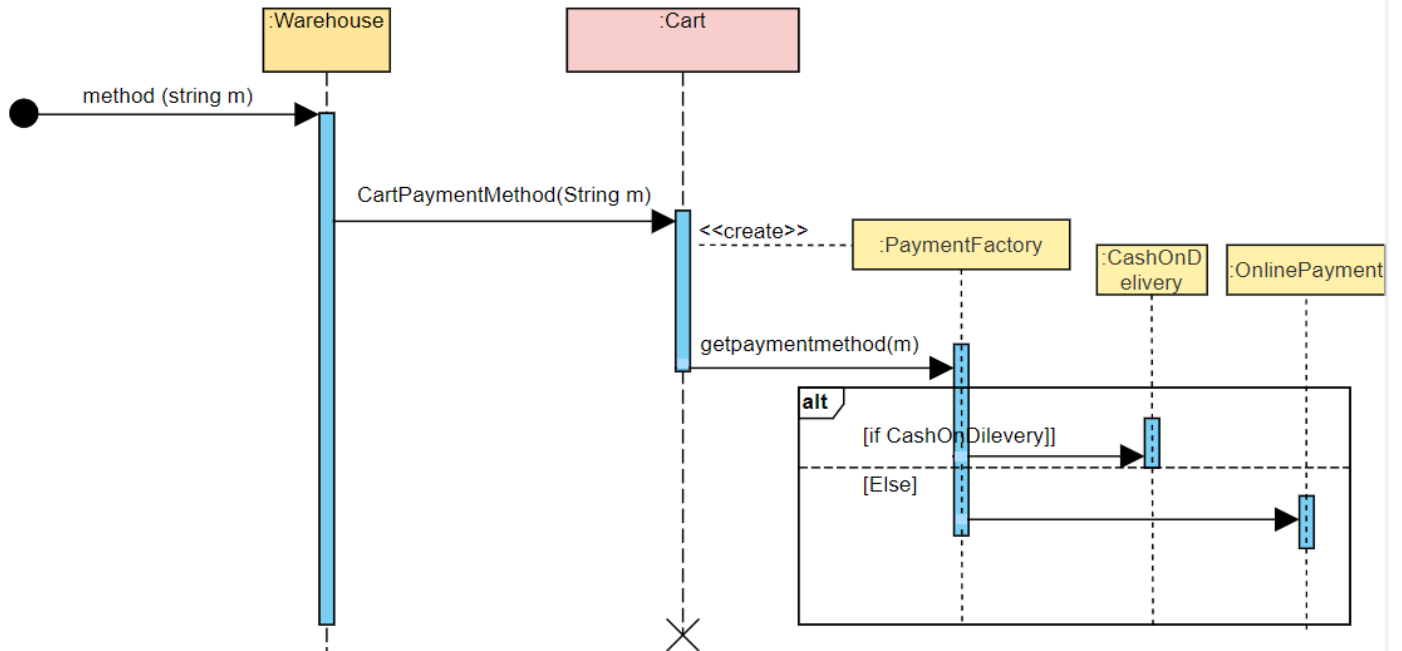 :Warehouse
:Cart
method (string m)
CartPaymentMethod(String m)
<<create>>
:PaymentFactory
:CashOnD
elivery
:OnlinePayment
getpaymentmethod(m)
alt
[if CashOnDilevery]]
[Else]